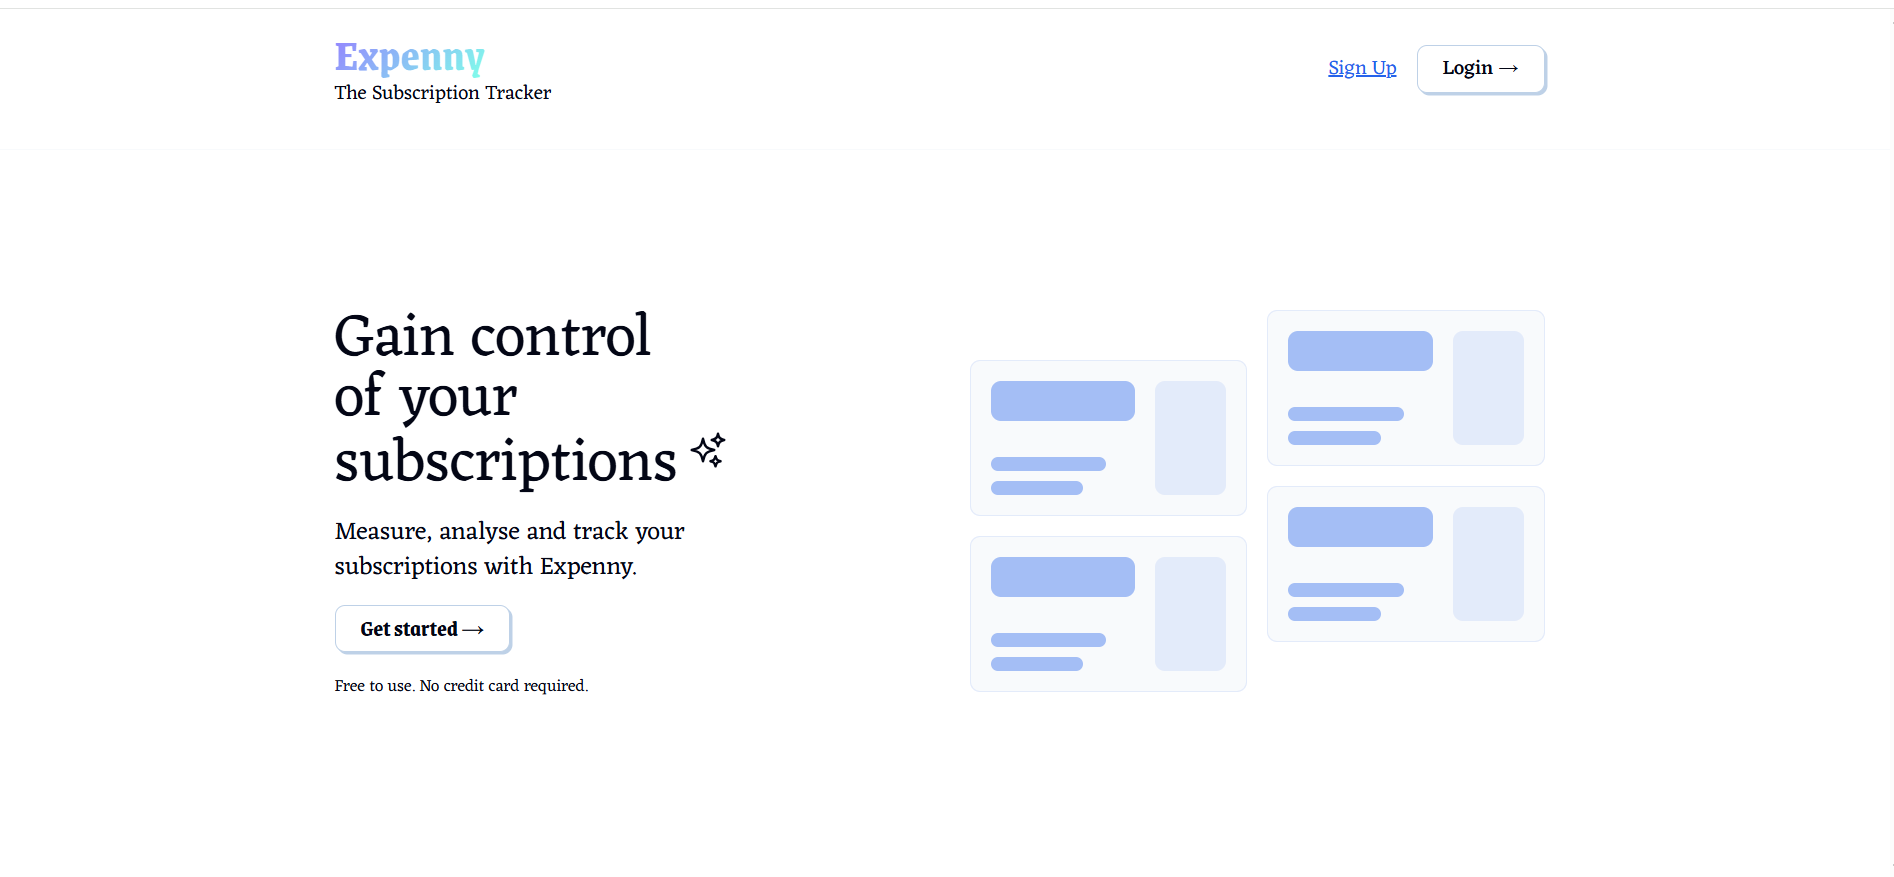 Expenny
The Subscription Tracker
Sign Up
Login →
Gain control
of your
subscriptions
Measure, analyse and track your
subscriptions with Expenny.
Get started →
Free to use. No credit card required.